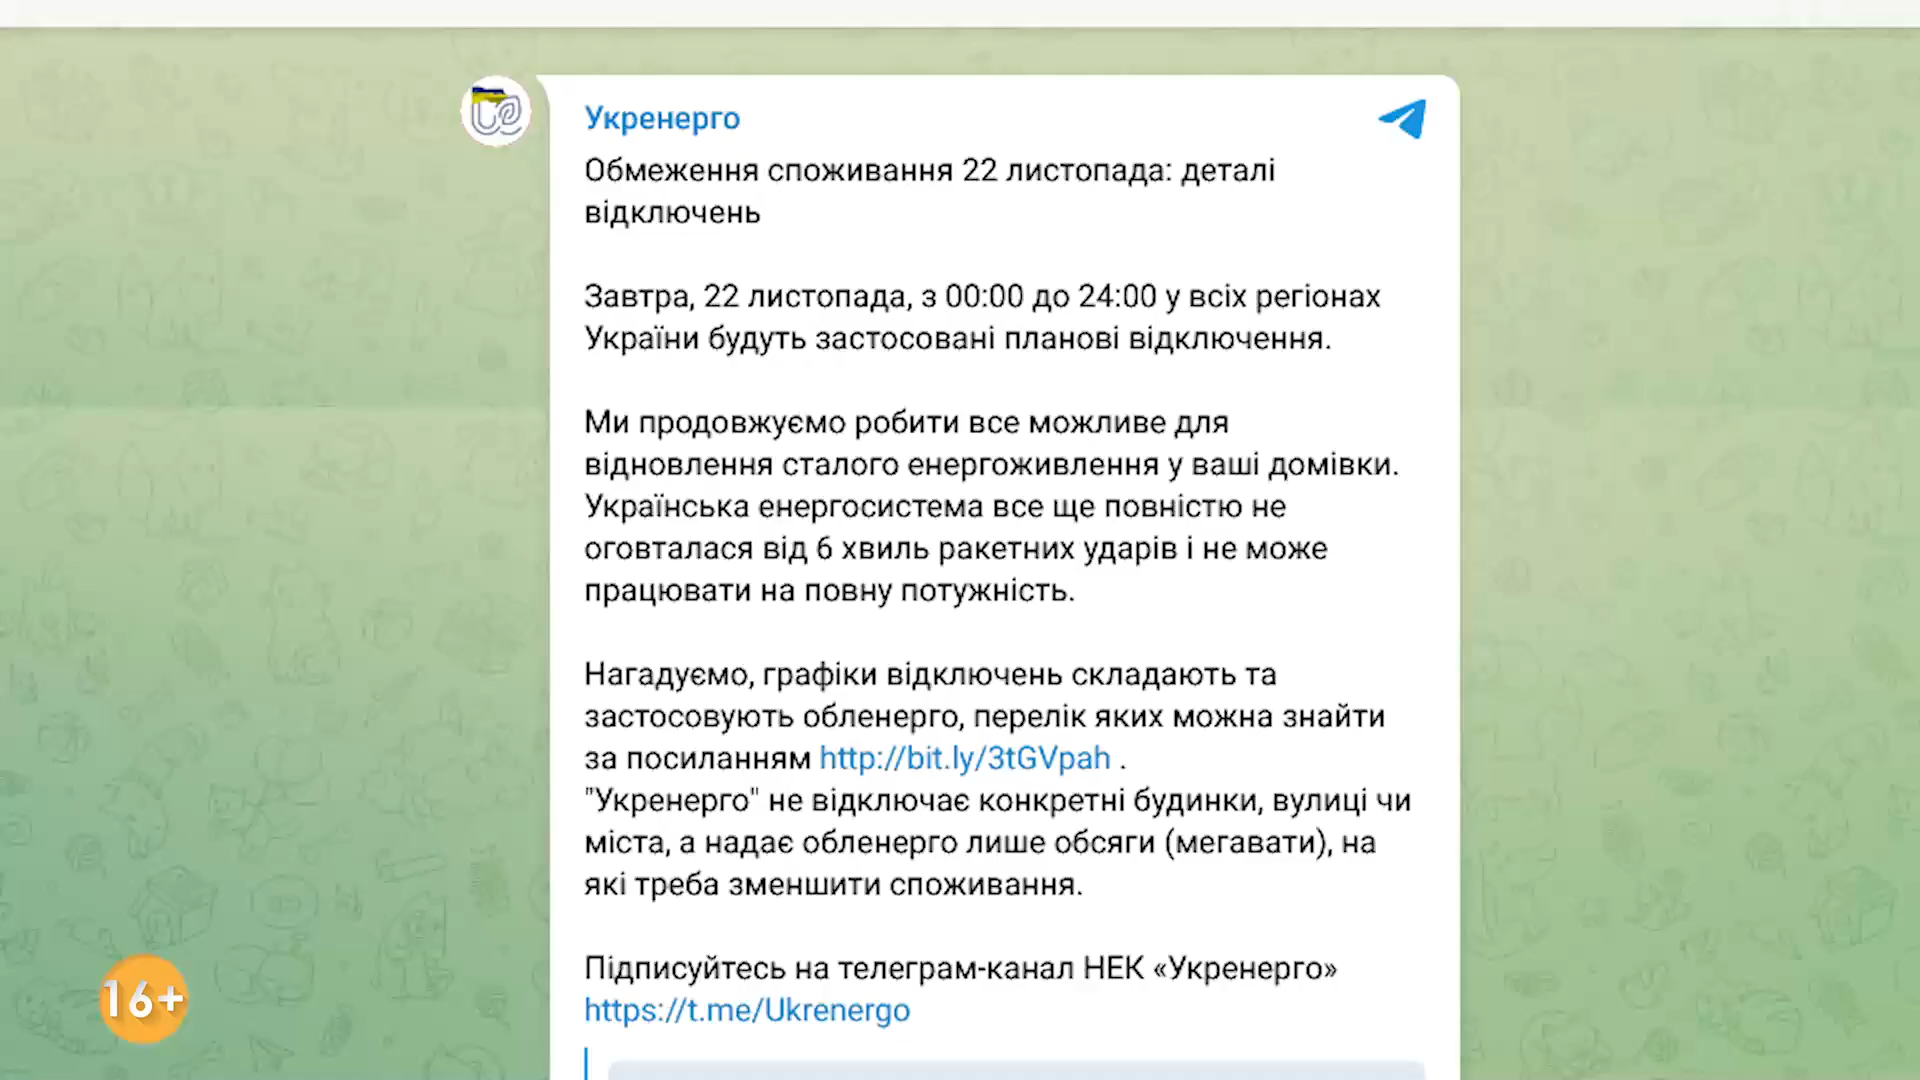 Укренерго
Обмеження споживання 22 листопада: деталі
відключень
Завтра, 22 листопада, з 00:00 до 24:00 у всіх регіонах
України будуть застосовані планові відключення.
Ми продовжуємо робити все можливе для
відновлення сталого енергоживлення у ваші домівки.
Українська енергосистема все ще повністю не
оговталася від 6 хвиль ракетних ударів і не може
працювати на повну потужність.
Нагадуємо, графіки відключень складають та
застосовують обленерго, перелік яких можна знайти
за посиланням http://bit.ly/3tGVpah .
"Укренерго" не відключає конкретні будинки, вулиці чи
міста, а надає обленерго лише обсяги (мегавати), на
які треба зменшити споживання.
Підписуйтесь на телеграм-канал НЕК «Укренерго»
https://t.me/Ukrenergo
16+